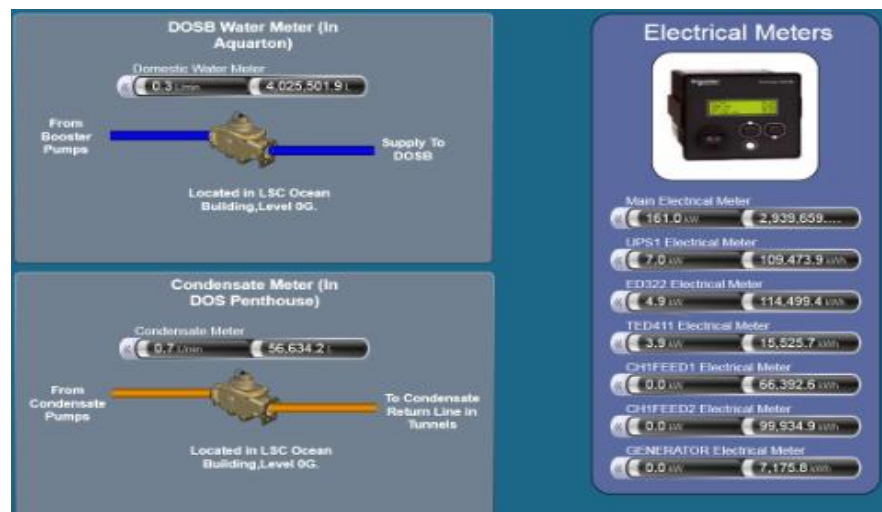 DOSB Water Meter (In
Aquarton)
Domestic Water Meter
0.3 L/min 4,025,501.9 L
From
Booster
Pumps
Supply To
DOSB
Located in LSC Ocean
Building,Level 0G.
Condensate Meter (In
DOS Penthouse)
Condensate Meter
0.7 L/min 56,634.2 L
From
Condensate
Pumps
To Condensate
Return Line in
Tunnels
Located in LSC Ocean
Building,Level 0G.
Electrical Meters
Main Electrical Meter
161.0 kW 2,939,659....
UPS1 Electrical Meter
7.0 kW 109,473.9 kWh
ED322 Electrical Meter
4.9 kW 114,499.4 kWh
TED411 Electrical Meter
3.9 kW 15,525.7 kWh
CH1FEED1 Electrical Meter
0.0 kW 66,392.6 kWh
CH1FEED2 Electrical Meter
0.0 kW 99,934.9 kWh
GENERATOR Electrical Meter
0.0 kW 7,175.8 kWh